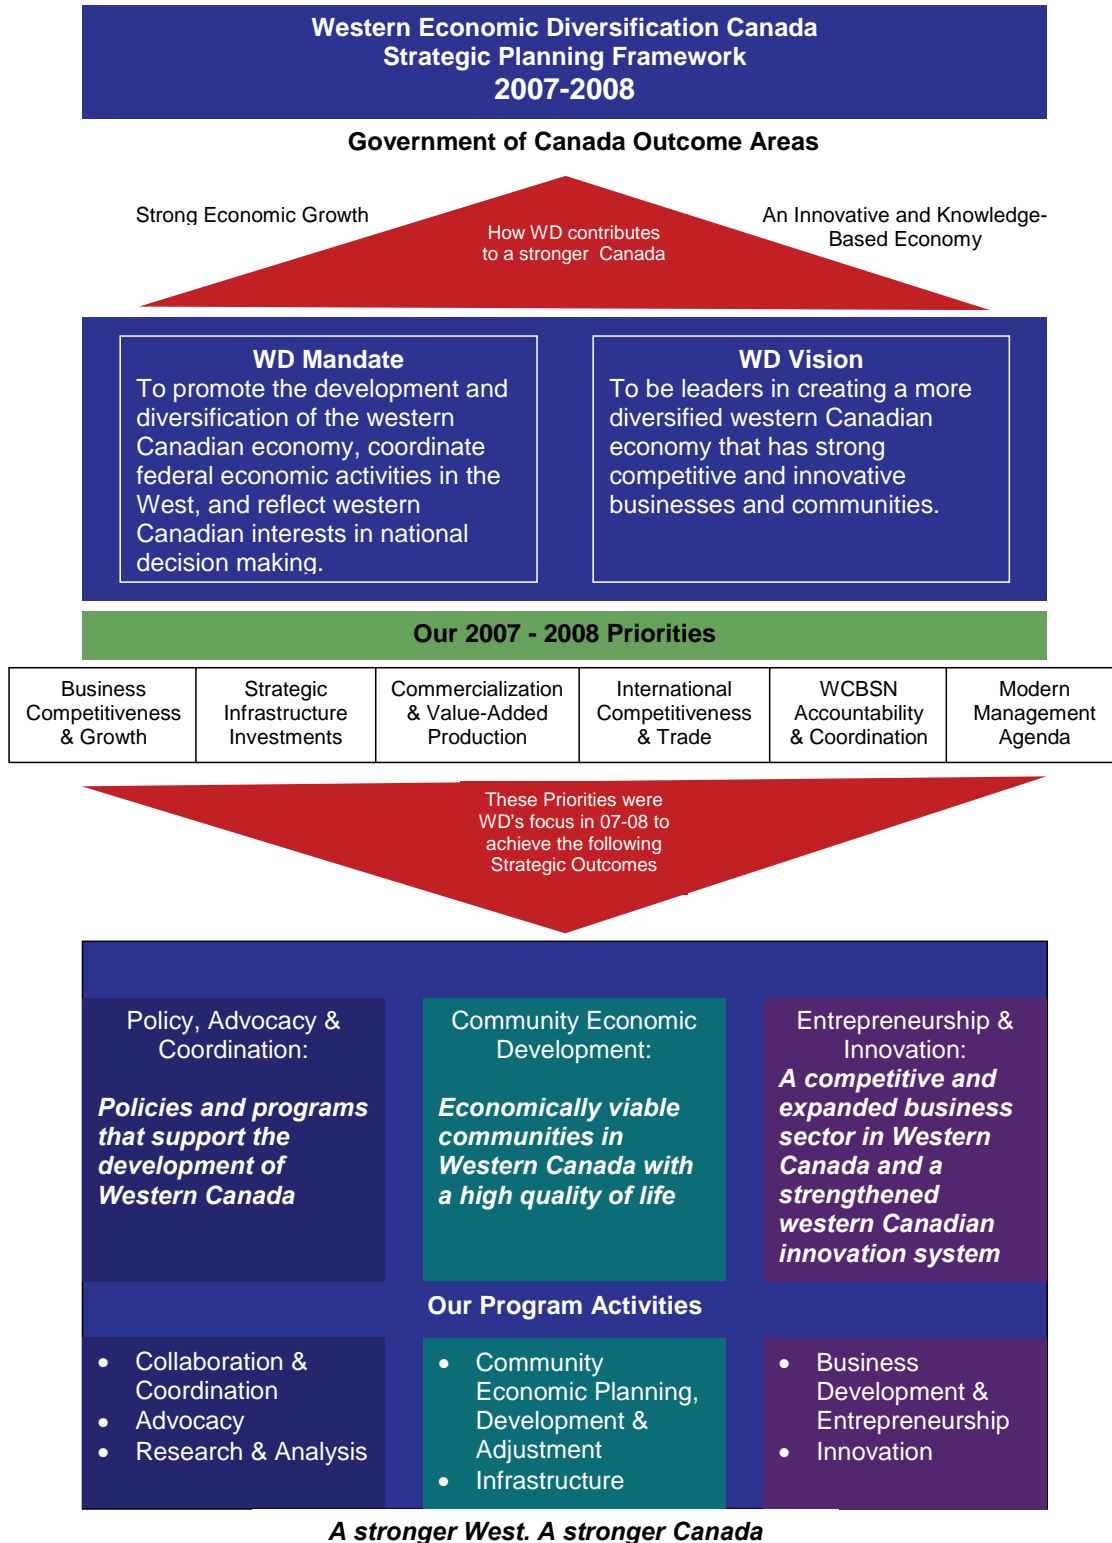 Western Economic Diversification Canada
Strategic Planning Framework
2007-2008
Government of Canada Outcome Areas
Strong Economic Growth
How WD contributes
to a stronger Canada
An Innovative and Knowledge-
Based Economy
WD Mandate
To promote the development and
diversification of the western
Canadian economy, coordinate
federal economic activities in the
West, and reflect western
Canadian interests in national
decision making.
WD Vision
To be leaders in creating a more
diversified western Canadian
economy that has strong
competitive and innovative
businesses and communities.
Our 2007 - 2008 Priorities
Business
Competitiveness
& Growth
Strategic
Infrastructure
Investments
Commercialization
& Value-Added
Production
International
Competitiveness
& Trade
WCBSN
Accountability
& Coordination
Modern
Management
Agenda
These Priorities were
WD's focus in 07-08 to
achieve the following
Strategic Outcomes
Policy, Advocacy &
Coordination:
Policies and programs
that support the
development of
Western Canada
Community Economic
Development:
Economically viable
communities in
Western Canada with
a high quality of life
Entrepreneurship &
Innovation:
A competitive and
expanded business
sector in Western
Canada and a
strengthened
western Canadian
innovation system
Our Program Activities
• Collaboration &
Coordination
• Advocacy
• Research & Analysis
• Community
Economic Planning,
Development &
Adjustment
• Infrastructure
• Business
Development &
Entrepreneurship
• Innovation
A stronger West. A stronger Canada